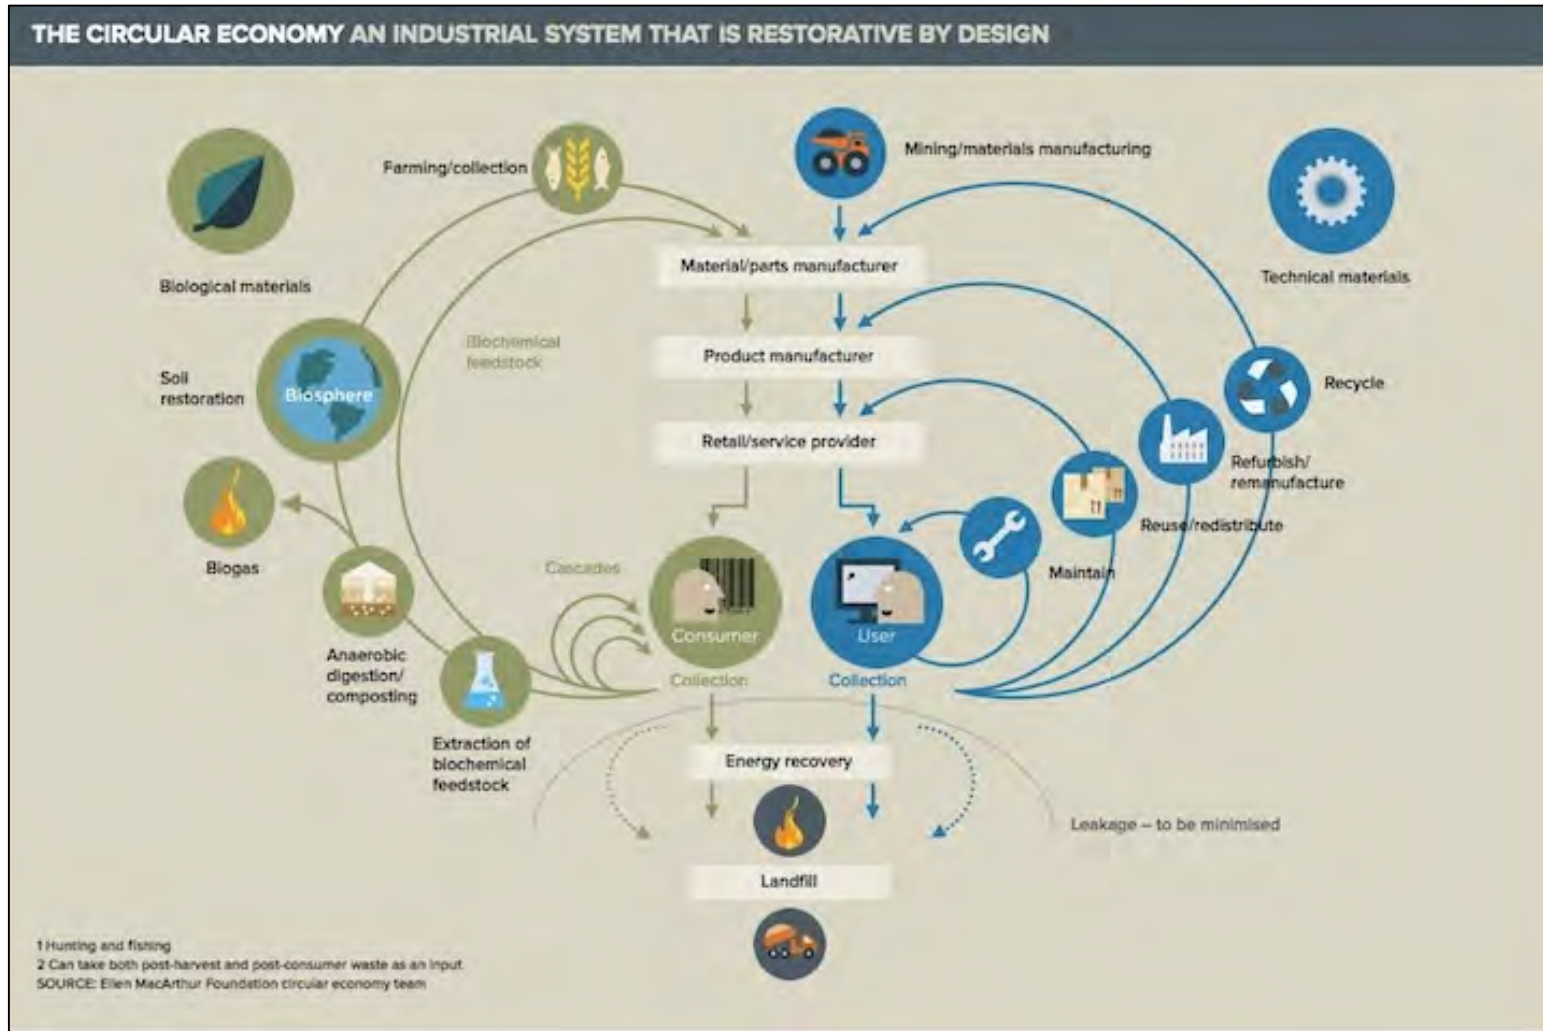 THE CIRCULAR ECONOMY AN INDUSTRIAL SYSTEM THAT IS RESTORATIVE BY DESIGN
Farming/collection
Mining/materials manufacturing
Biological materials
Technical materials
Material/parts manufacturer
Biochemical
feedstock
Product manufacturer
Soil
restoration
Biosphere
Recycle
Retail/service provider
Refurbish/
remanufacture
Reuse/redistribute
Biogas
Cascades
Maintain
Consumer
User
Anaerobic
digestion/
composting
Collection
Collection
Extraction of
biochemical
feedstock
Energy recovery
Leakage – to be minimised
Landfill
1 Hunting and fishing
2 Can take both post-harvest and post-consumer waste as an input
SOURCE: Ellen MacArthur Foundation circular economy team